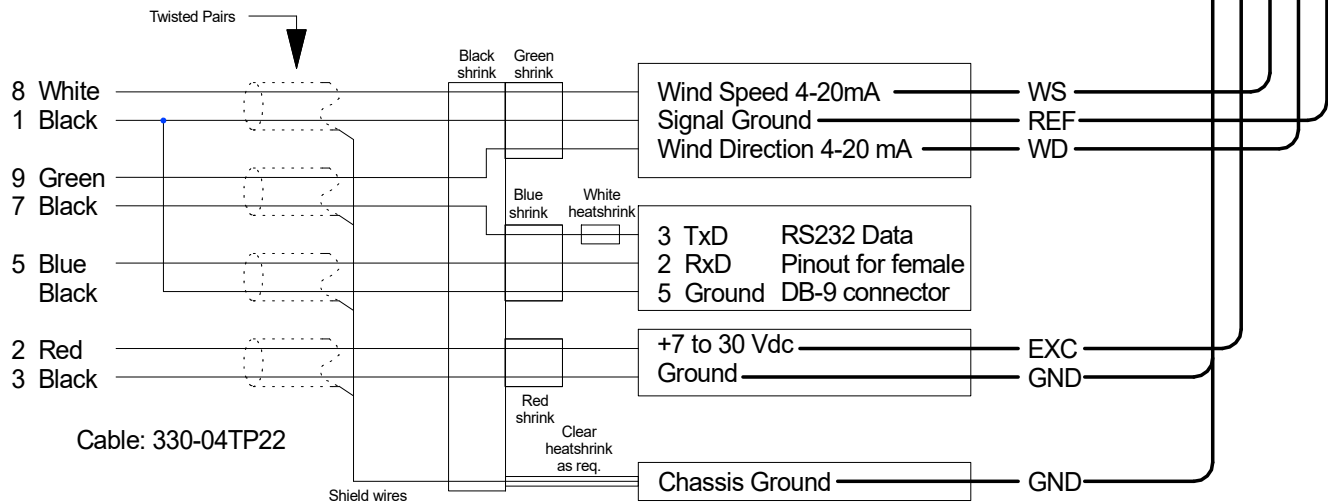 Twisted Pairs
Black
shrink
Green
shrink
8 White
1 Black
9 Green
7 Black
5 Blue
Black
2 Red
3 Black
Cable: 330-04TP22
Shield wires
Wind Speed 4-20mA
Signal Ground
Wind Direction 4-20 mA
WS
REF
WD
Blue
shrink
White
heatshrink
3 TxD RS232 Data
2 RxD Pinout for female
5 Ground DB-9 connector
+7 to 30 Vdc
Ground
EXC
GND
Red
shrink
Clear
heatshrink
as req.
Chassis Ground
GND